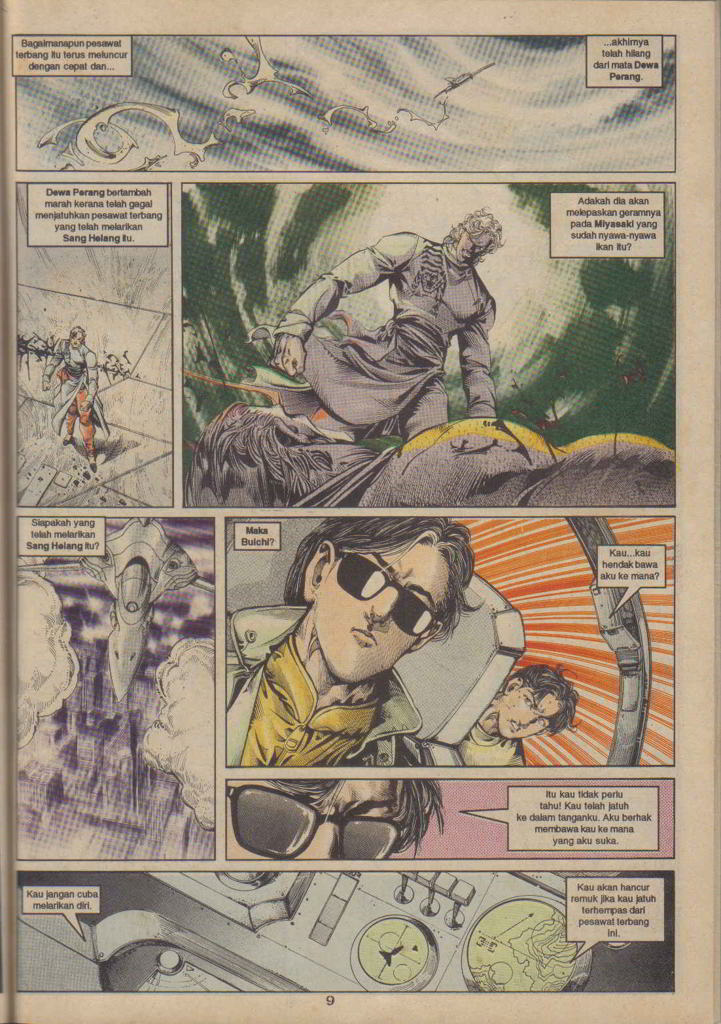 Bagaimanapun pesawat
terbang itu terus meluncur
dengan cepat dan...
...akhirnya
telah hilang
dari mata Dewa
Perang.
Dewa Perang bertambah
marah kerana telah gagal
menjatuhkan pesawat terbang
yang telah melarikan
Sang Helang itu.
Adakah dia akan
melepaskan geramnya
pada Miyasaki yang
sudah nyawa-nyawa
ikan itu?
Siapakah yang
telah melarikan
Sang Helang itu?
Maka
Buichi?
Kau...kau
hendak bawa
aku ke mana?
Itu kau tidak perlu
tahu! Kau telah jatuh
ke dalam tanganku. Aku berhak
membawa kau ke mana
yang aku suka.
Kau jangan cuba
melarikan diri.
Kau akan hancur
remuk jika kau jatuh
terhempas dari
pesawat terbang
ini.
9